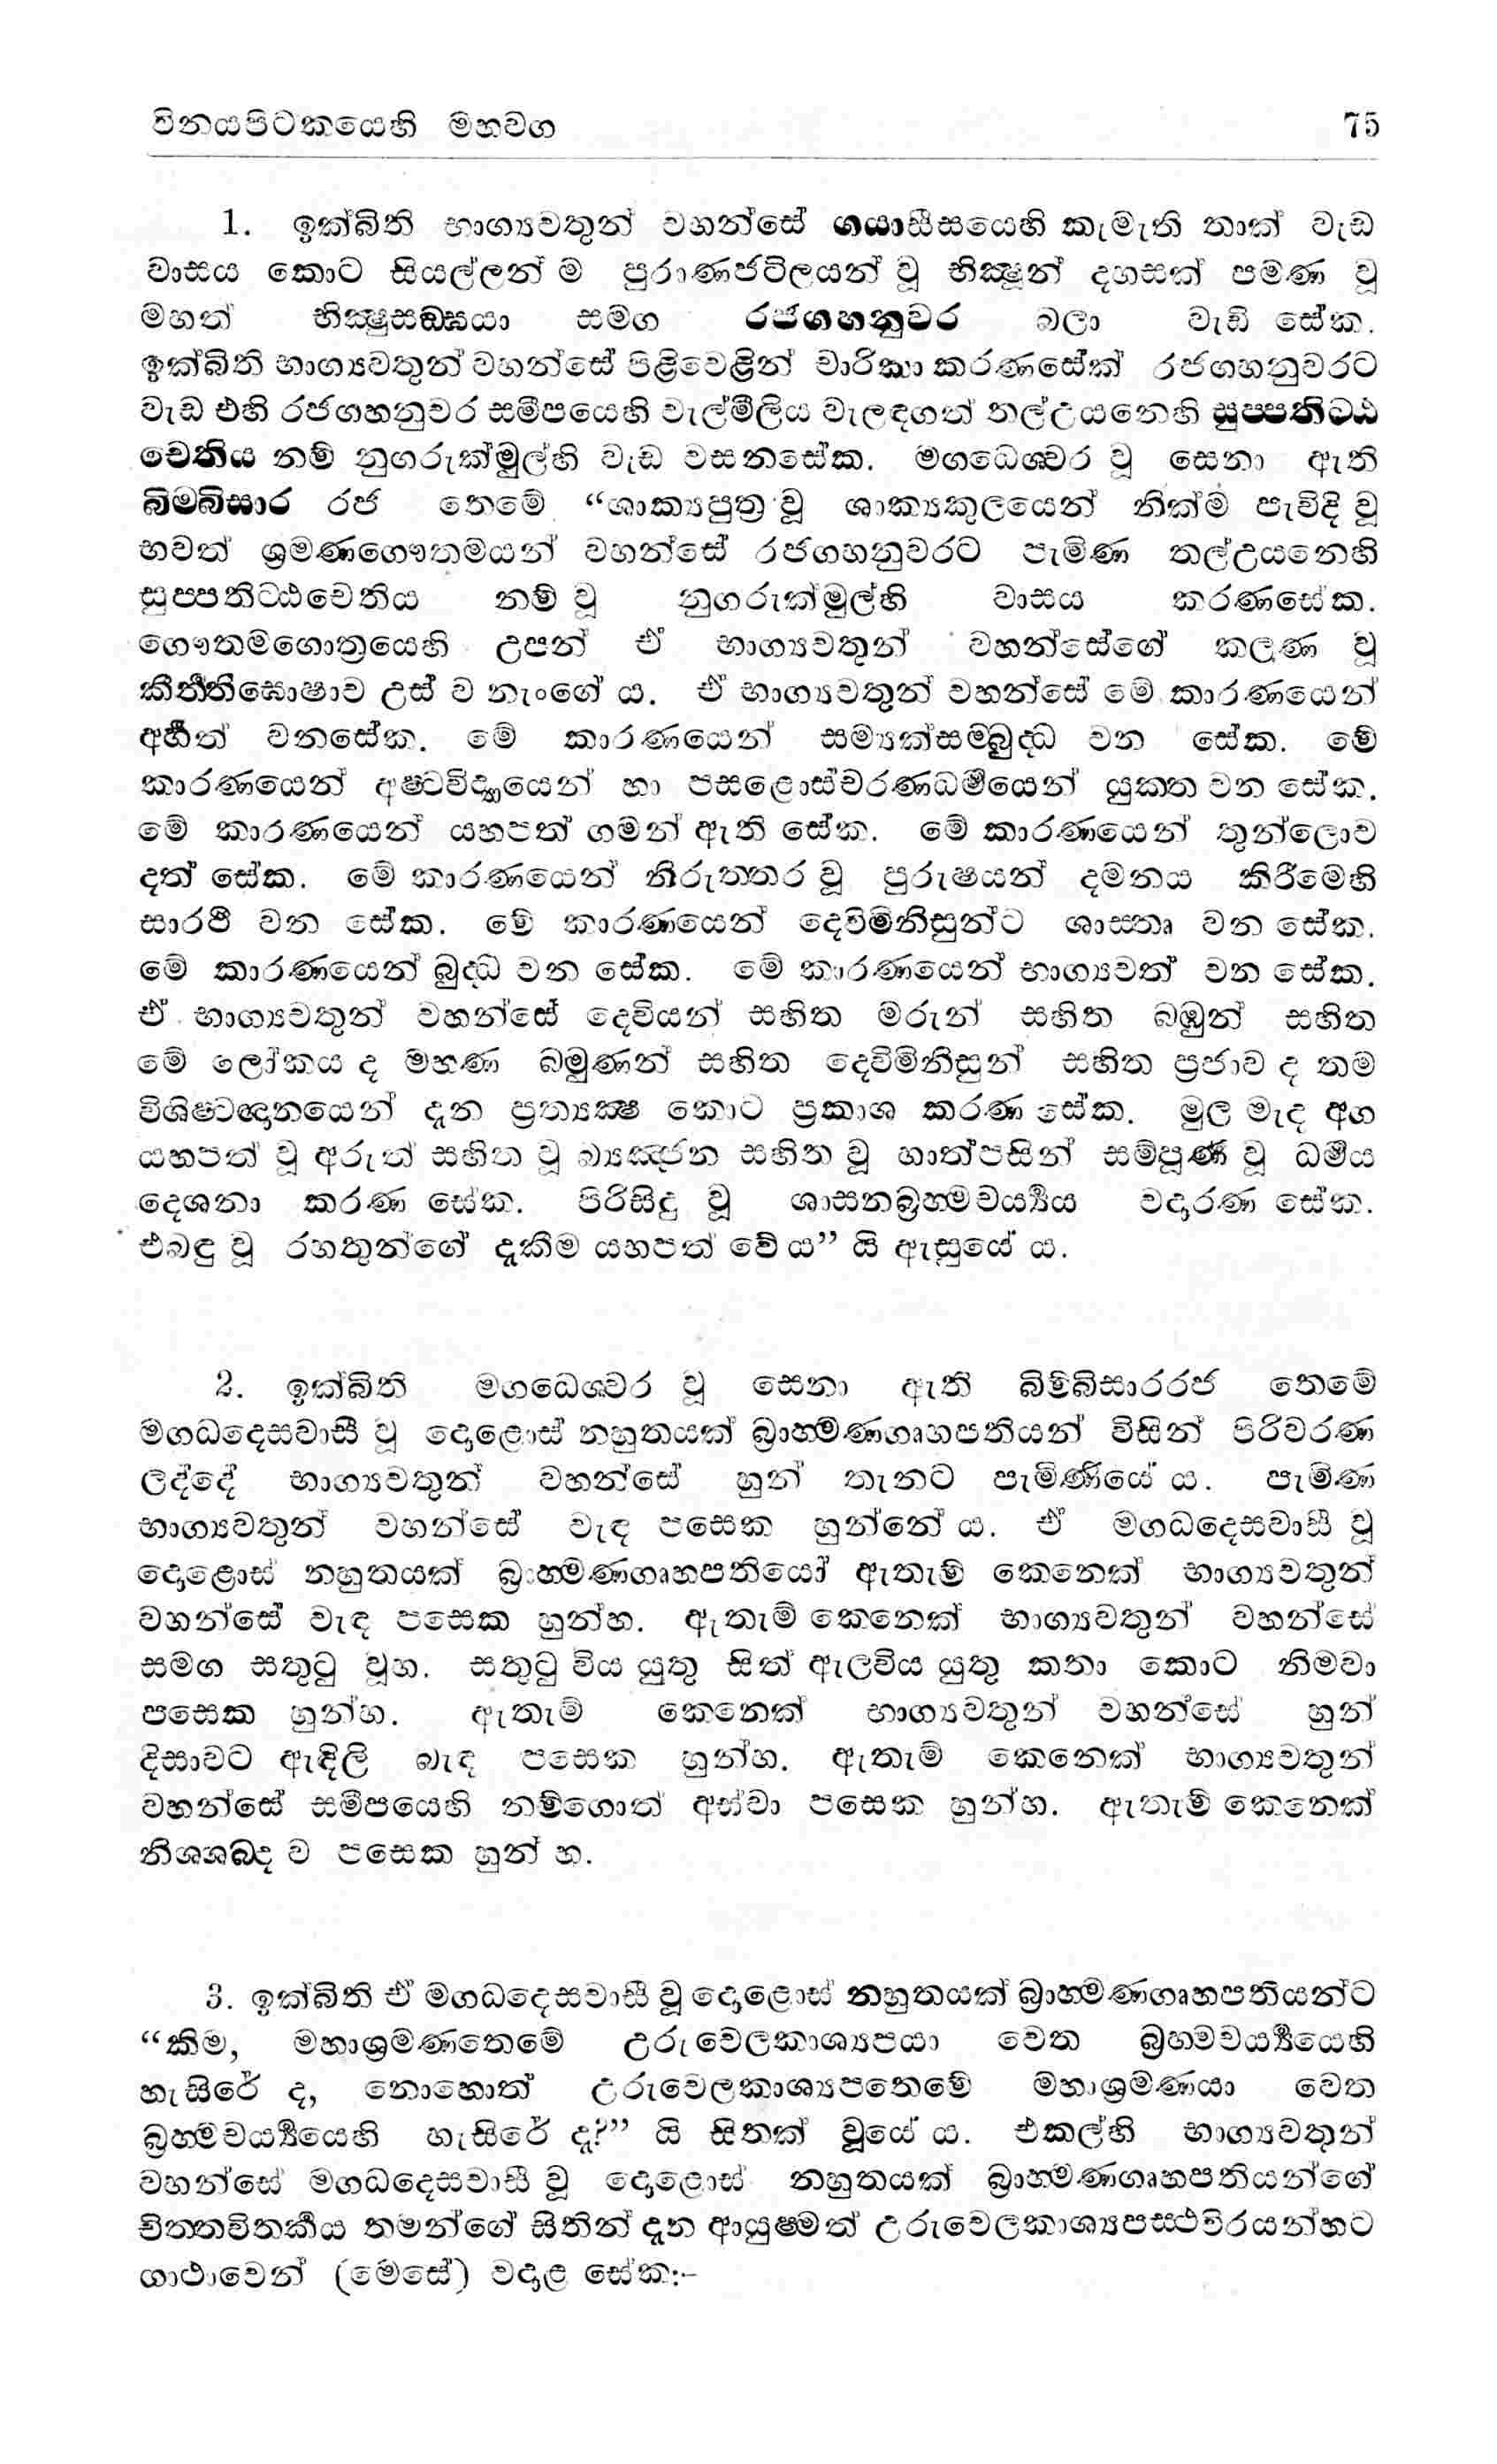 විනයපිටකයෙහි මහවග 75
1. ඉක්බිති භාග්‍යවතුන් වහන්සේ ගයාසීසයෙහි කැමැති තාක් වැඩ
වාසය කොට සියල්ලන් ම පුරාණජටිලයන් වූ භික්‍ෂූන් දහසක් පමණ වූ
මහත් භික්‍ෂුසඞ්ඝයා සමග රජගහනුවර බලා වැඩි සේක.
ඉක්බිති භාග්‍යවතුන් වහන්සේ පිළිවෙළින් චාරිකා කරණසේක් රජගහනුවරට
වැඩ එහි රජගහනුවර සමීපයෙහි වැල්මීලිය වැලඳගත් තල්උයනෙහි සුප්පතිට්ඨ
චෙතිය නම් නුගරුක්මුල්හි වැඩ වසනසේක. මගධෙශ්වර වූ සෙනා ඇති
බිම්බිසාර රජ තෙමේ “ශාක්‍යපුත්‍ර වූ ශාක්‍යකුලයෙන් නික්ම පැවිදි වූ
භවත් ශ්‍රමණගෞතමයන් වහන්සේ රජගහනුවරට පැමිණ තල්උයනෙහි
සුප්පතිට්ඨචෙතිය නම් වූ නුගරුක්මුල්හි වාසය කරණසේක.
ගෞතමගොත්‍රයෙහි උපන් ඒ භාග්‍යවතුන් වහන්සේගේ කලණ වූ
කීර්තිඝොෂාව උස් ව නැංගේ ය. ඒ භාග්‍යවතුන් වහන්සේ මේ කාරණයෙන්
අර්හත් වනසේක. මේ කාරණයෙන් සම්‍යක්සම්බුද්ධ වන සේක. මේ
කාරණයෙන් අෂ්ටවිද්‍යායෙන් හා පසළොස්චරණධර්මයෙන් යුක්ත වන සේක.
මේ කාරණයෙන් යහපත් ගමන් ඇති සේක. මේ කාරණයෙන් තුන්ලොව
දත් සේක. මේ කාරණයෙන් නිරුත්තර වූ පුරුෂයන් දමනය කිරීමෙහි
සාරථී වන සේක. මේ කාරණයෙන් දෙව්මිනිසුන්ට ශාස්තෘ වන සේක.
මේ කාරණයෙන් බුද්ධ වන සේක. මේ කාරණයෙන් භාග්‍යවත් වන සේක.
ඒ භාග්‍යවතුන් වහන්සේ දෙවියන් සහිත මරුන් සහිත බඹුන් සහිත
මේ ලෝකය ද මහණ බමුණන් සහිත දෙව්මිනිසුන් සහිත ප්‍රජාව ද තම
විශිෂ්ටඥානයෙන් දැන ප්‍රත්‍යක්‍ෂ කොට ප්‍රකාශ කරණ සේක. මුල මැද අග
යහපත් වූ අරුත් සහිත වූ ව්‍යඤ්ජන සහිත වූ හාත්පසින් සම්පූර්ණ වූ ධර්මය
දෙශනා කරණ සේක. පිරිසිදු වූ ශාසනබ්‍රහ්මචර්‍ය්‍යය වදාරණ සේක.
එබඳු වූ රහතුන්ගේ දැකීම යහපත් වේ ය” යි ඇසුයේ ය.
2. ඉක්බිති මගධෙශ්වර වූ සෙනා ඇති බිම්බිසාරරජ තෙමේ
මගධදෙසවාසී වූ දොළොස් නහුතයක් බ්‍රාහ්මණගෘහපතියන් විසින් පිරිවරණ
ලද්දේ භාග්‍යවතුන් වහන්සේ හුන් තැනට පැමිණියේ ය. පැමිණ
භාග්‍යවතුන් වහන්සේ වැඳ පසෙක හුන්නේ ය. ඒ මගධදෙසවාසී වූ
දොළොස් නහුතයක් බ්‍රාහ්මණගෘහපතියෝ ඇතැම් කෙනෙක් භාග්‍යවතුන්
වහන්සේ වැඳ පසෙක හුන්හ. ඇතැම් කෙනෙක් භාග්‍යවතුන් වහන්සේ
සමග සතුටු වූහ. සතුටු විය යුතු සිත් ඇලවිය යුතු කතා කොට නිමවා
පසෙක හුන්හ. ඇතැම් කෙනෙක් භාග්‍යවතුන් වහන්සේ හුන්
දිසාවට ඇඳිලි බැඳ පසෙක හුන්හ. ඇතැම් කෙනෙක් භාග්‍යවතුන්
වහන්සේ සමීපයෙහි නම්ගොත් අස්වා පසෙක හුන්හ. ඇතැම් කෙනෙක්
නිශ්ශබ්ද ව පසෙක හුන් හ.
3. ඉක්බිති ඒ මගධදෙසවාසී වූ දොළොස් නහුතයක් බ්‍රාහ්මණගෘහපතියන්ට
“කිම, මහාශ්‍රමණතෙමේ උරුවෙලකාශ්‍යපයා වෙත බ්‍රහ්මචර්‍ය්‍යයෙහි
හැසිරේ ද, නොහොත් උරුවෙලකාශ්‍යපතෙමේ මහාශ්‍රමණයා වෙත
බ්‍රහ්මචර්‍ය්‍යයෙහි හැසිරේ ද?” යි සිතක් වූයේ ය. එකල්හි භාග්‍යවතුන්
වහන්සේ මගධදෙසවාසී වූ දොළොස් නහුතයක් බ්‍රාහ්මණගෘහපතියන්ගේ
චිත්තවිතර්කය තමන්ගේ සිතින් දැන ආයුෂ්මත් උරුවෙලකාශ්‍යපස්ථවිරයන්හට
ගාථාවෙන් (මෙසේ) වදාළ සේක:-